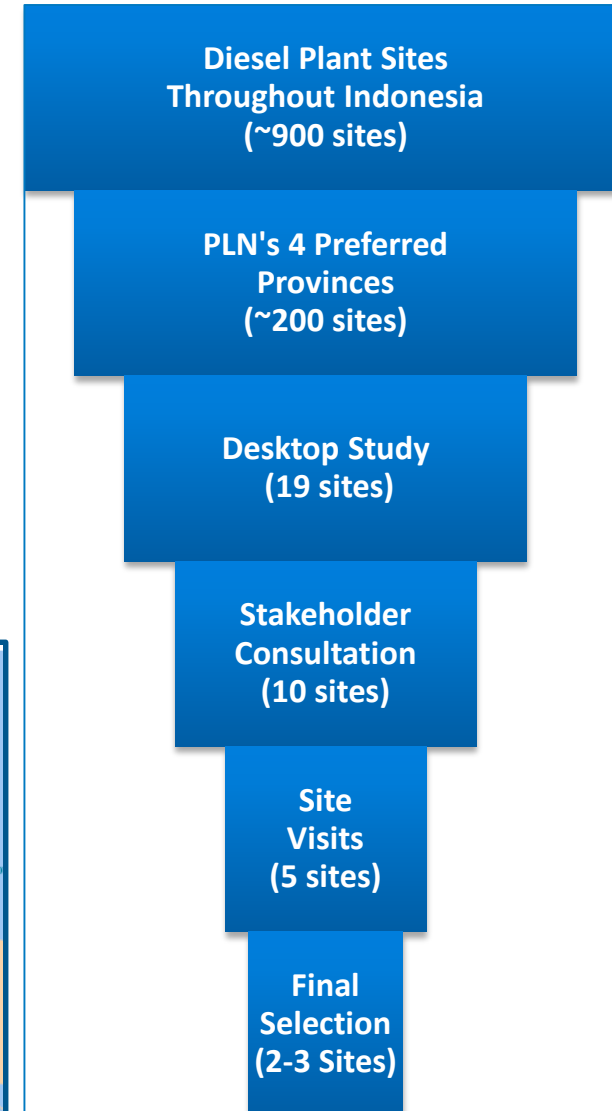 Diesel Plant Sites
Throughout Indonesia
(~900 sites)
PLN's 4 Preferred
Provinces
(~200 sites)
Desktop Study
(19 sites)
Stakeholder
Consultation
(10 sites)
Site
Visits
(5 sites)
Final
Selection
(2-3 Sites)